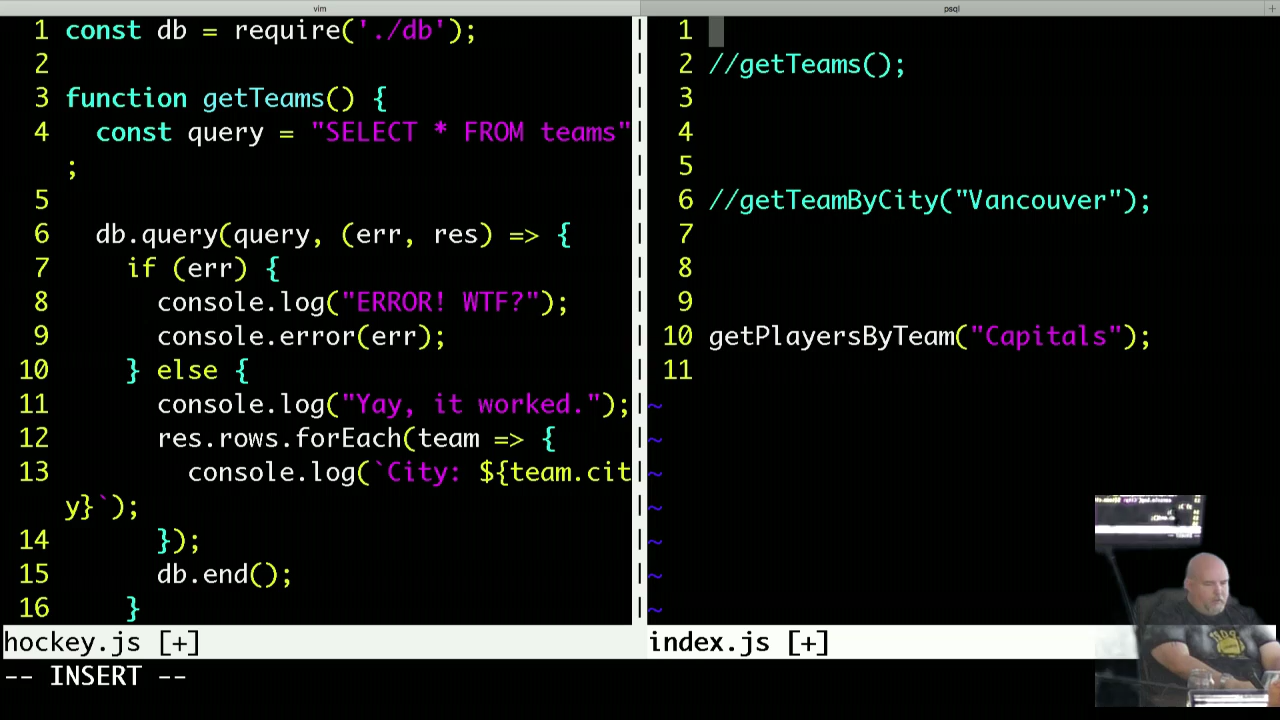 vim
psql
+
1 const db = require('./db');
2
3 function getTeams() {
4 const query = "SELECT * FROM teams"
;
5
6 db.query(query, (err, res) => {
7 if (err) {
8 console.log("ERROR! WTF?");
9 console.error(err);
10 } else {
11 console.log("Yay, it worked.");
12 res.rows.forEach(team => {
13 console.log(`City: ${team.cit
y}`);
14 });
15 db.end();
16 }
hockey.js [+]
-- INSERT --
1
2 //getTeams();
3
4
5
6 //getTeamByCity("Vancouver");
7
8
9
10 getPlayersByTeam("Capitals");
11
~
~
~
~
~
~
~
index.js [+]